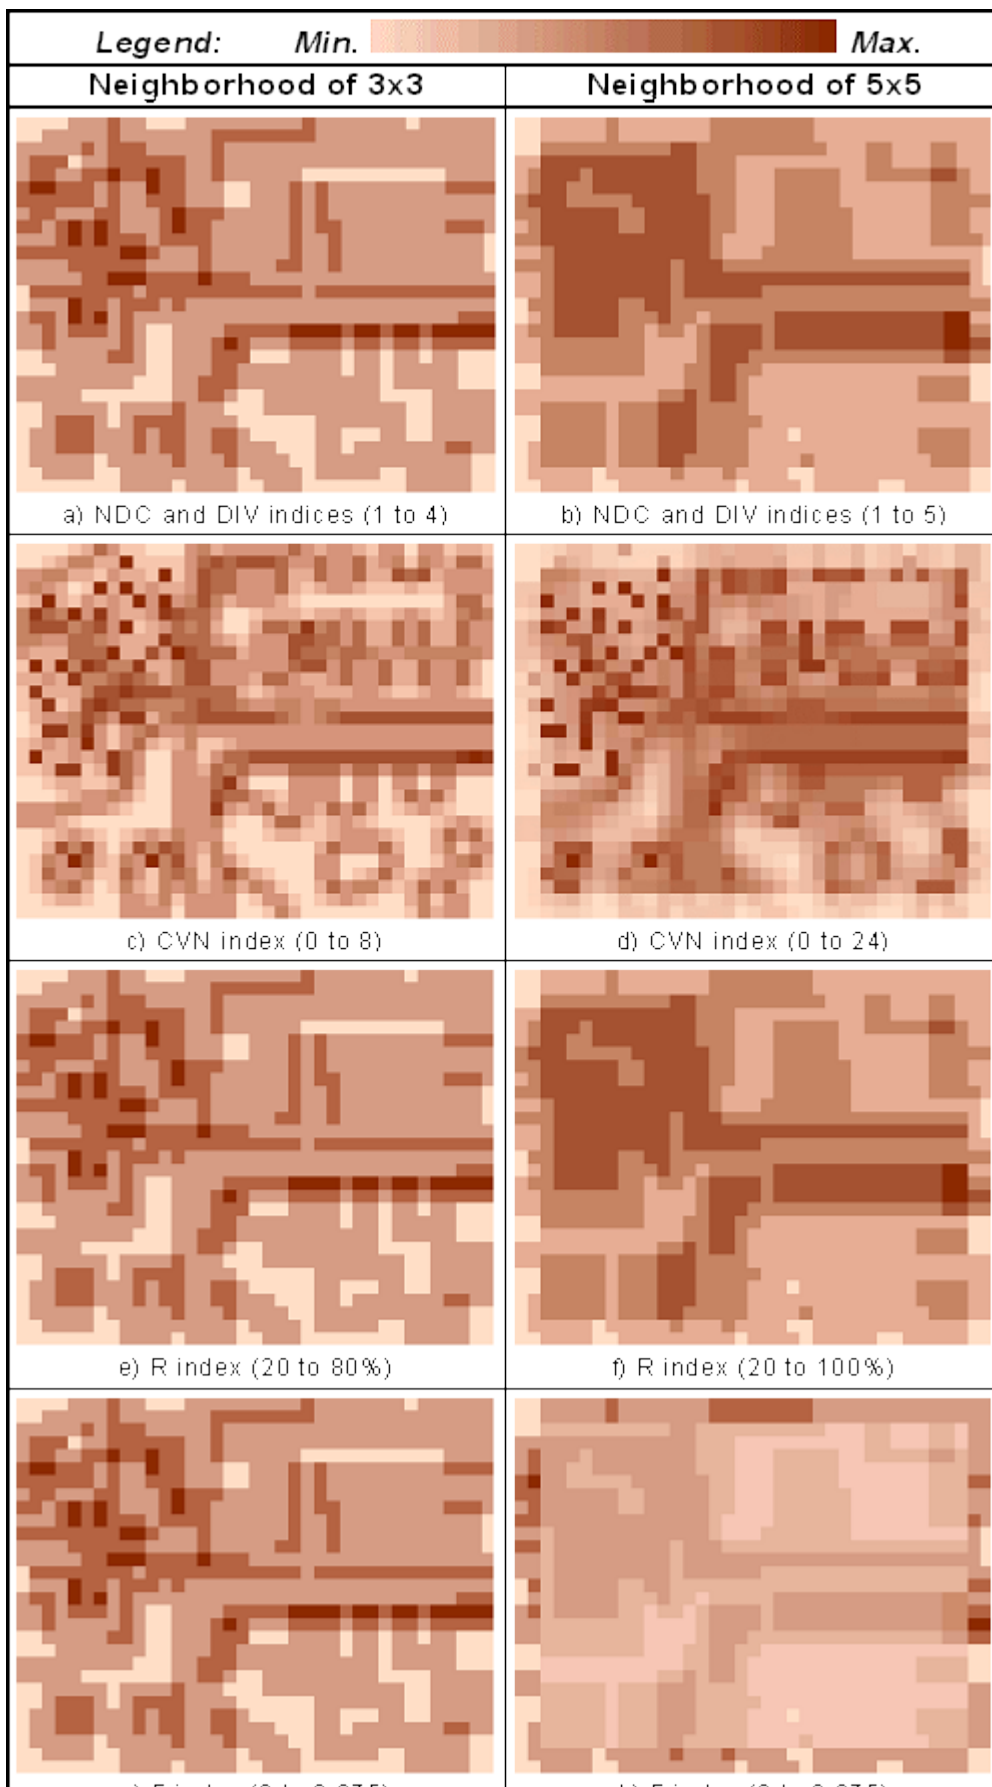 Legend: Min. Max.
Neighborhood of 3x3 Neighborhood of 5x5
a) NDC and DIV indices (1 to 4) b) NDC and DIV indices (1 to 5)
c) CVN index (0 to 8) d) CVN index (0 to 24)
e) R index (20 to 80%) f) R index (20 to 100%)